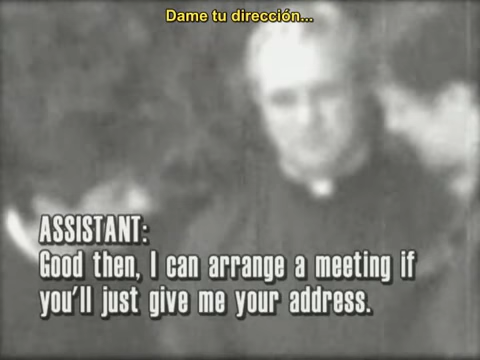 Dame tu dirección...
ASSISTANT:
Good then, I can arrange a meeting if
you'll just give me your address.